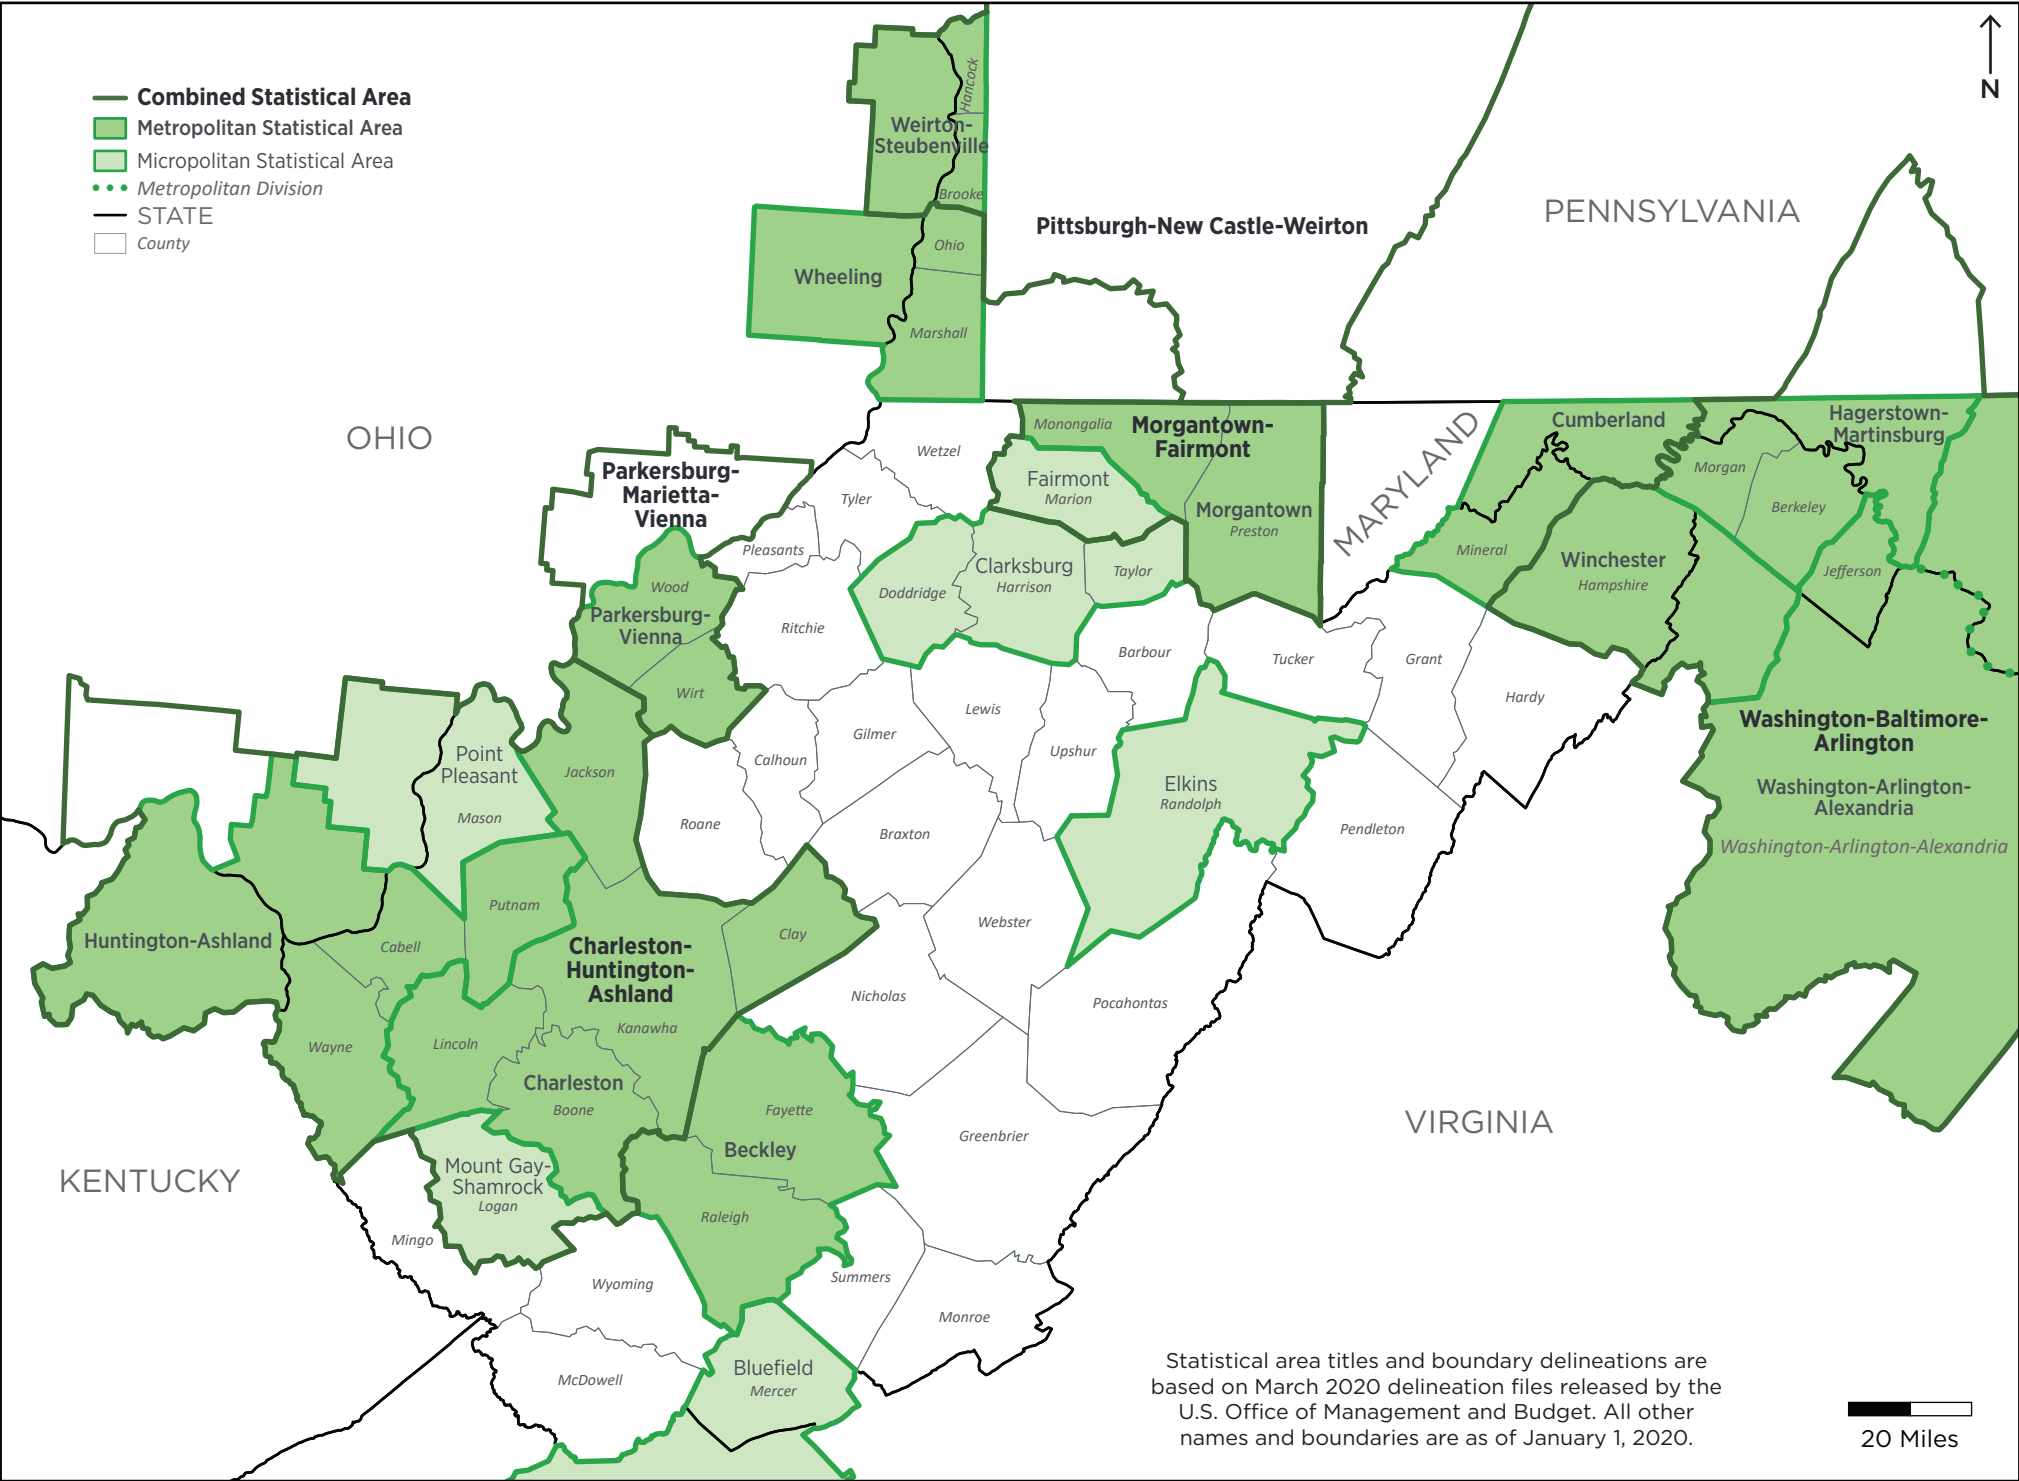 Combined Statistical Area
Metropolitan Statistical Area
Micropolitan Statistical Area
Metropolitan Division
STATE
County
N
Hancock
Weirton-
Steubenville
Brooke
Pittsburgh-New Castle-Weirton
PENNSYLVANIA
Ohio
Wheeling
Marshall
OHIO
MARYLAND
Monongalia
Morgantown-
Fairmont
Cumberland
Hagerstown-
Martinsburg
Wetzel
Morgan
Fairmont
Marion
Parkersburg-
Marietta-
Vienna
Tyler
Berkeley
Morgantown
Preston
Pleasants
Mineral
Winchester
Hampshire
Clarksburg
Harrison
Taylor
Jefferson
Wood
Doddridge
Parkersburg-
Vienna
Ritchie
Barbour
Tucker
Grant
Wirt
Hardy
Lewis
Gilmer
Upshur
Washington-Baltimore-
Arlington
Point
Pleasant
Mason
Jackson
Calhoun
Elkins
Randolph
Washington-Arlington-
Alexandria
Washington-Arlington-Alexandria
Roane
Braxton
Pendleton
Putnam
Webster
Clay
Huntington-Ashland
Cabell
Charleston-
Huntington-
Ashland
Nicholas
Pocahontas
Kanawha
Wayne
Lincoln
Charleston
Boone
Fayette
VIRGINIA
Greenbrier
Beckley
KENTUCKY
Mount Gay-
Shamrock
Logan
Raleigh
Mingo
Wyoming
Summers
Monroe
McDowell
Bluefield
Mercer
Statistical area titles and boundary delineations are
based on March 2020 delineation files released by the
U.S. Office of Management and Budget. All other
names and boundaries are as of January 1, 2020.
20 Miles